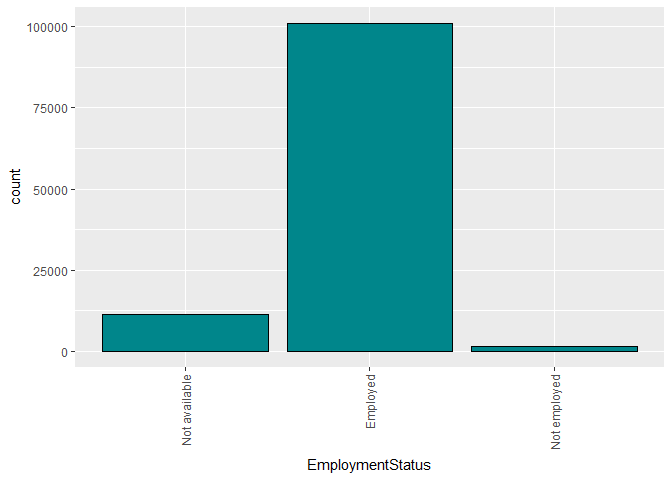 100000
75000
50000
25000
0
count
Not available
Employed
Not employed
EmploymentStatus